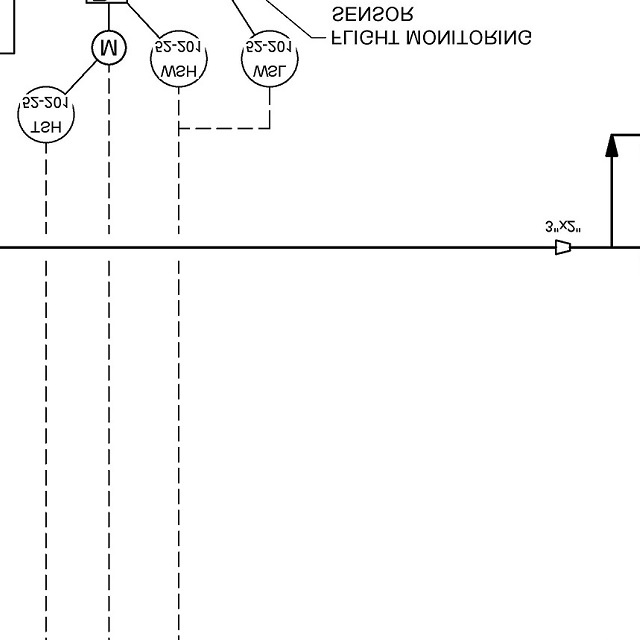 3"x2"
TSH
52-201
M
WSH
52-201
WSL
52-201
FLIGHT MONITORING
SENSOR